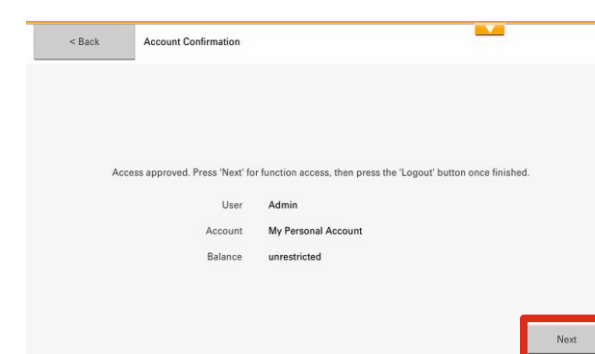 < Back
Account Confirmation
Access approved. Press 'Next' for function access, then press the 'Logout' button once finished.
User Admin
Account My Personal Account
Balance unrestricted
Next